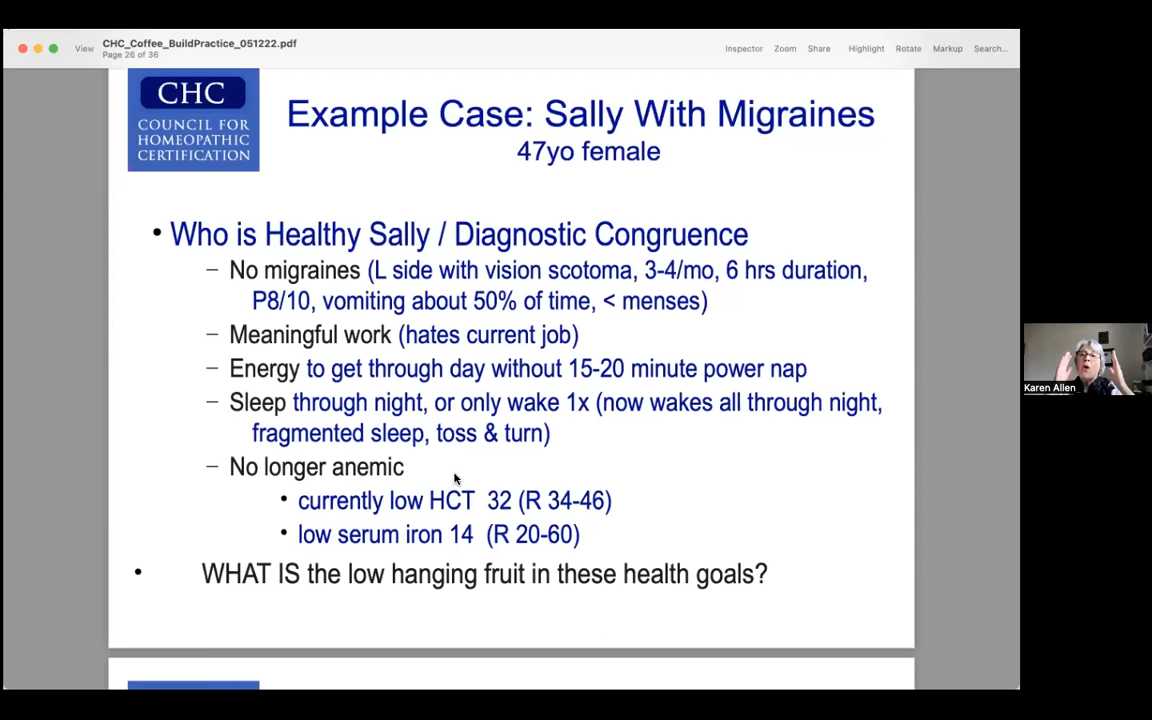 CHC_Coffee_BuildPractice_051222.pdf
View
Page 26 of 36
Inspector
Zoom
Share
Highlight
Rotate
Markup
Search...
CHC
COUNCIL FOR
HOMEOPATHIC
CERTIFICATION
Example Case: Sally With Migraines
47yo female
• Who is Healthy Sally / Diagnostic Congruence
– No migraines (L side with vision scotoma, 3-4/mo, 6 hrs duration,
P8/10, vomiting about 50% of time, < menses)
– Meaningful work (hates current job)
– Energy to get through day without 15-20 minute power nap
– Sleep through night, or only wake 1x (now wakes all through night,
fragmented sleep, toss & turn)
– No longer anemic
• currently low HCT 32 (R 34-46)
• low serum iron 14 (R 20-60)
• WHAT IS the low hanging fruit in these health goals?
Karen Allen